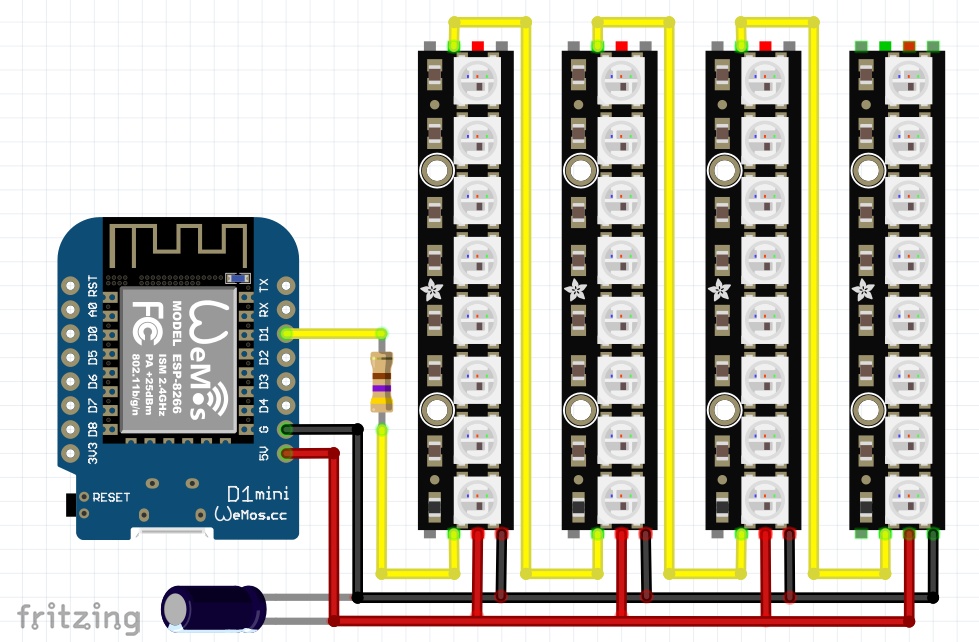 RST
A0
D0
D5
D6
D7
D8
3V3
TX
RX
D1
D2
D3
D4
G
5V
WeMos
MODEL ESP-8266
ISM 2.4GHz
PA +25dBm
802.11b/g/n
FC
RESET
D1mini
WeMos.cc
fritzing